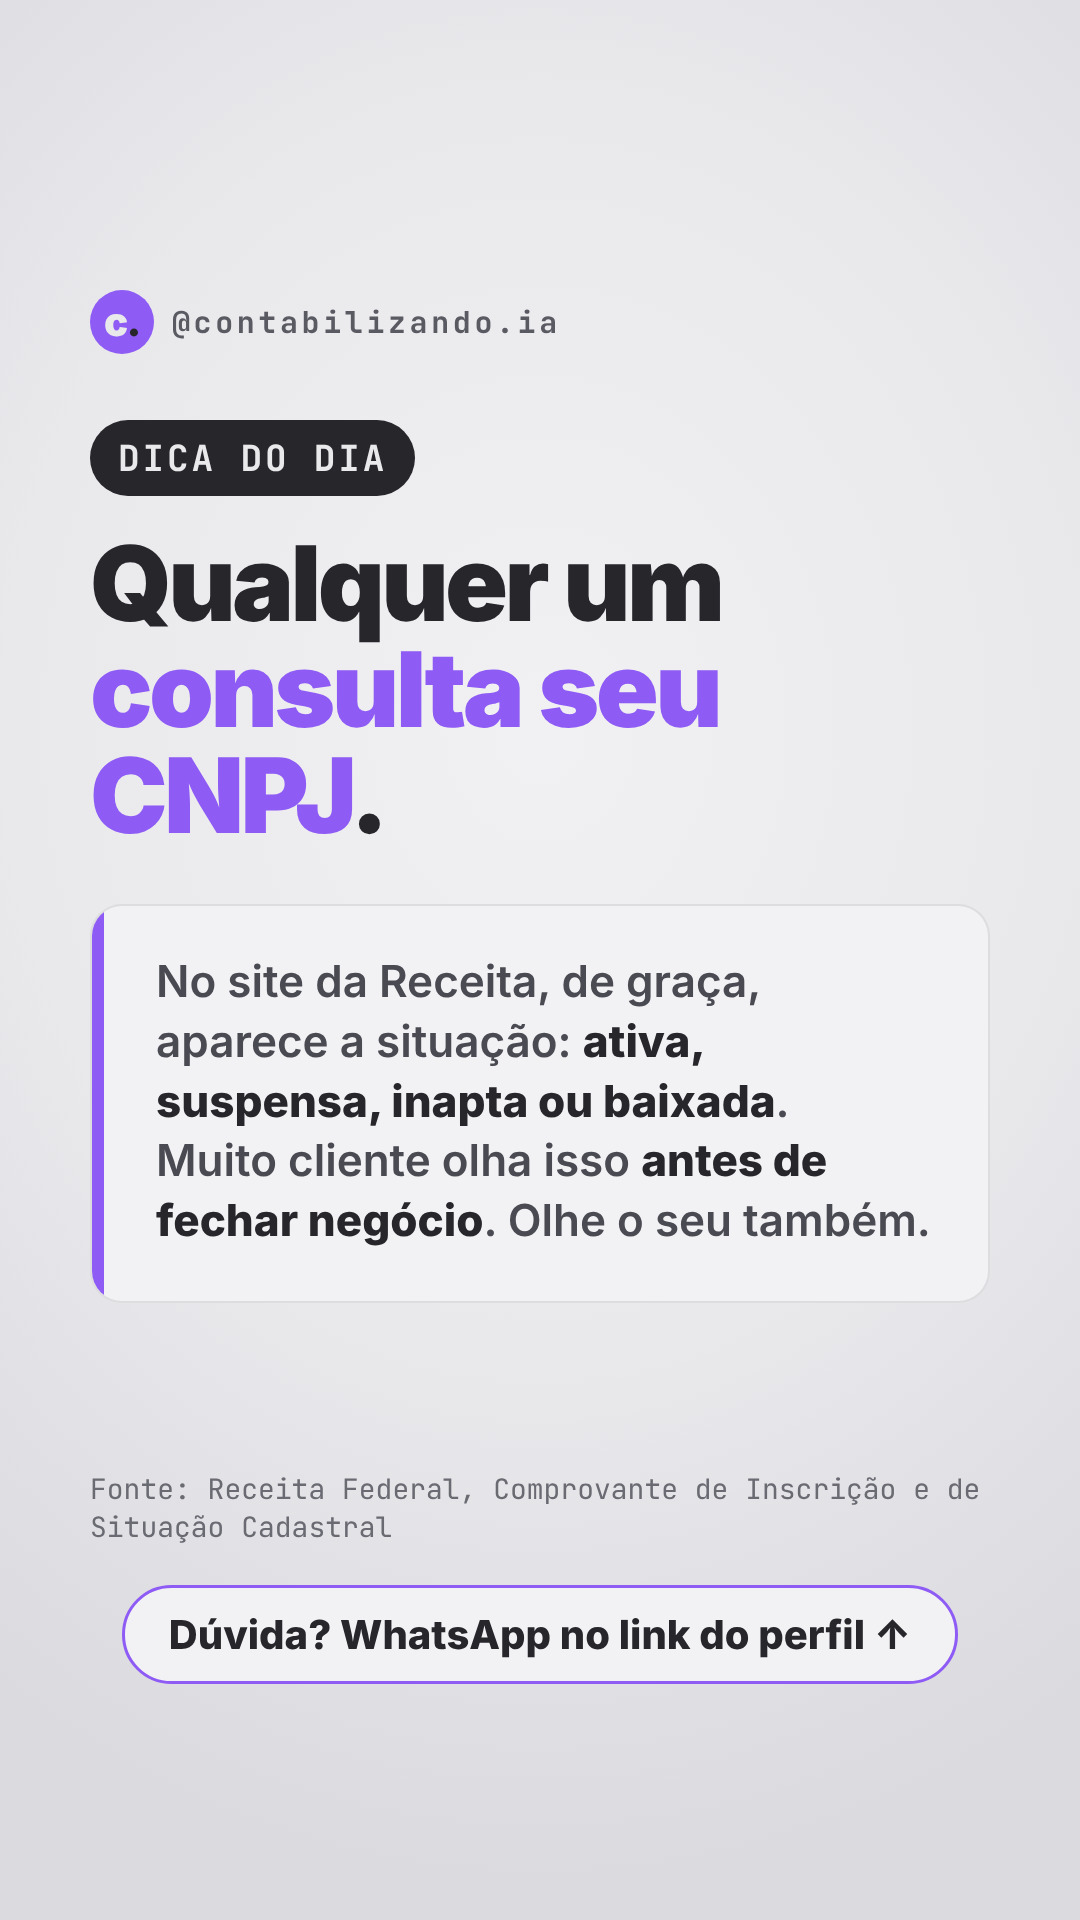 c. @contabilizando.ia
DICA DO DIA
Qualquer um
consulta seu
CNPJ.
No site da Receita, de graça,
aparece a situação: ativa,
suspensa, inapta ou baixada.
Muito cliente olha isso antes de
fechar negócio. Olhe o seu também.
Fonte: Receita Federal, Comprovante de Inscrição e de
Situação Cadastral
Dúvida? WhatsApp no link do perfil ↑